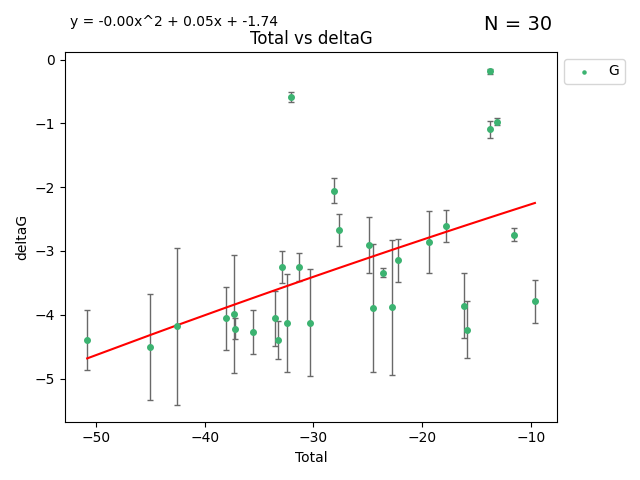 y = -0.00x^2 + 0.05x + -1.74
N = 30
Total vs deltaG
G
0
−1
−2
−3
−4
−5
deltaG
−50
−40
−30
−20
−10
Total